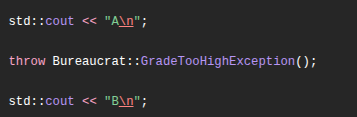 std::cout << "A\n";
throw Bureaucrat::GradeTooHighException();
std::cout << "B\n";